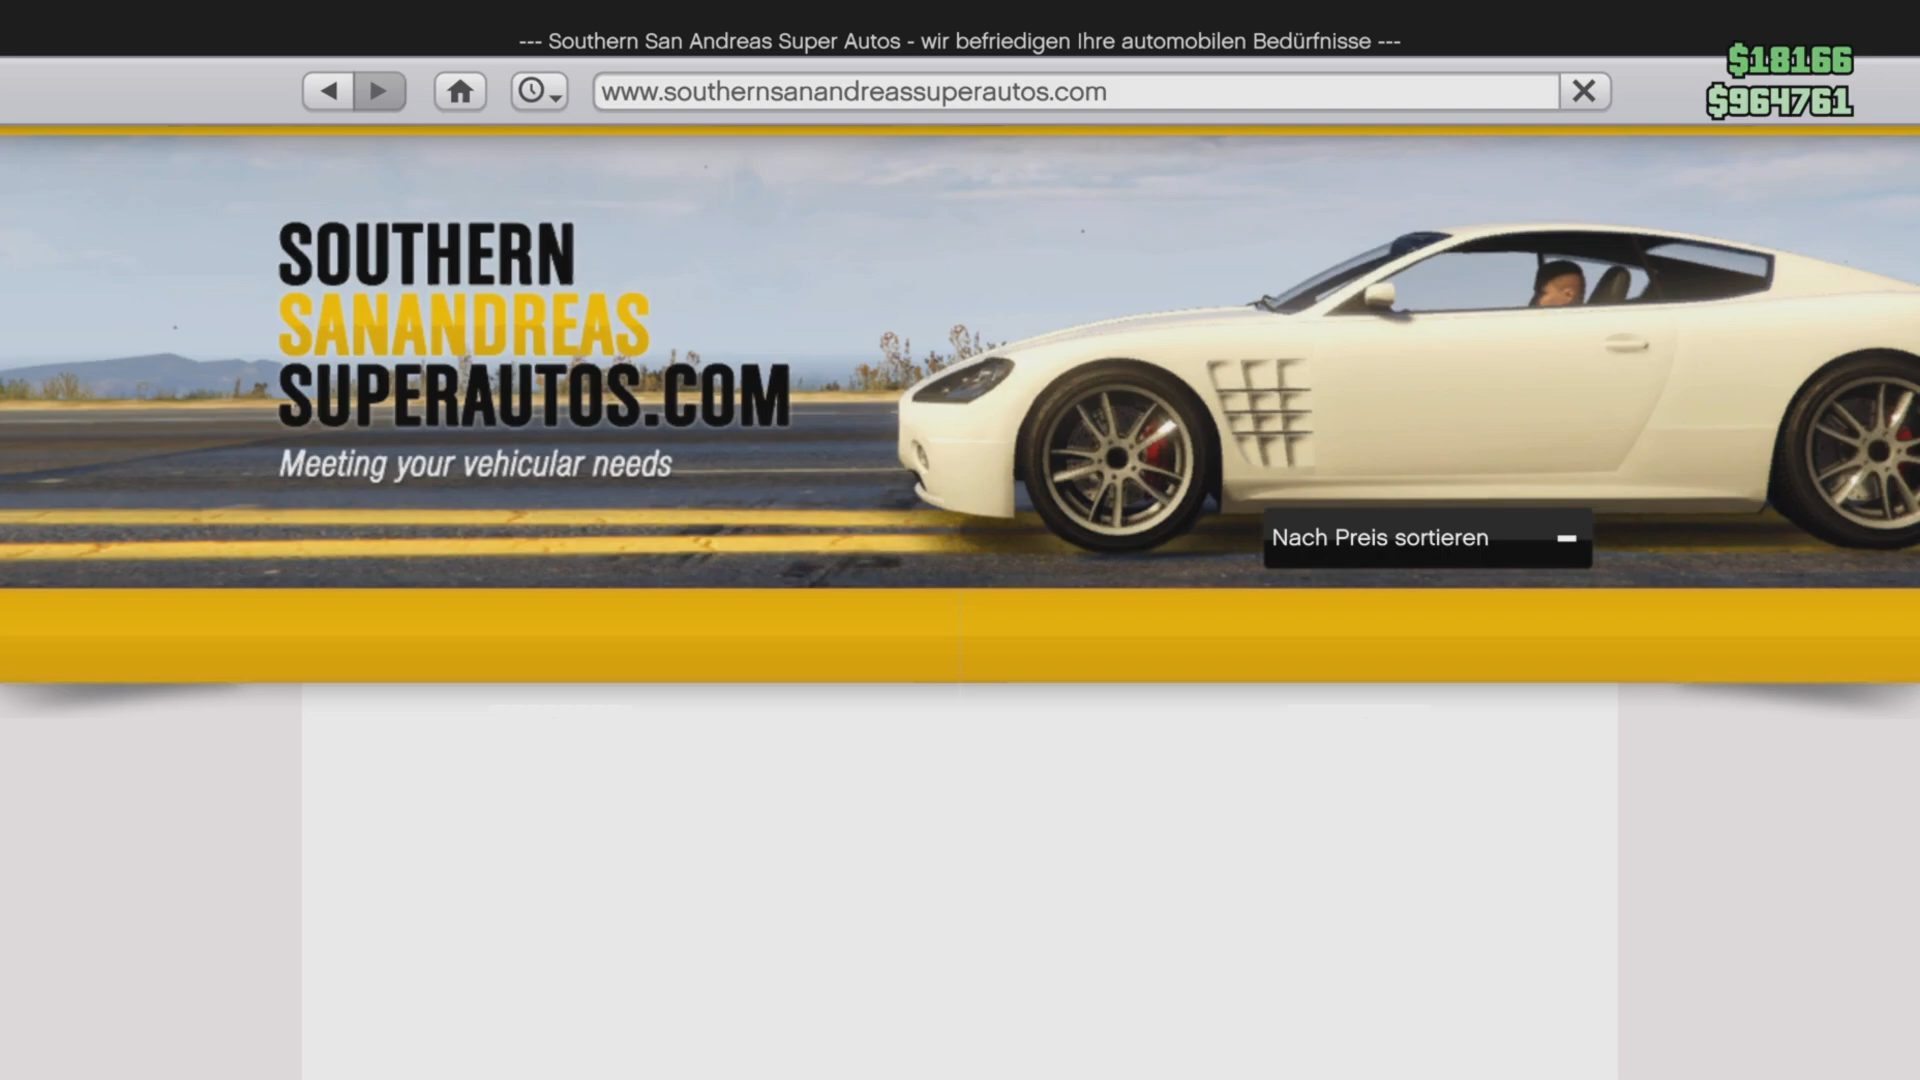 --- Southern San Andreas Super Autos - wir befriedigen Ihre automobilen Bedürfnisse ---
www.southernsanandreassuperautos.com
$18166
$964761
SOUTHERN
SANANDREAS
SUPERAUTOS.COM
Meeting your vehicular needs
Nach Preis sortieren